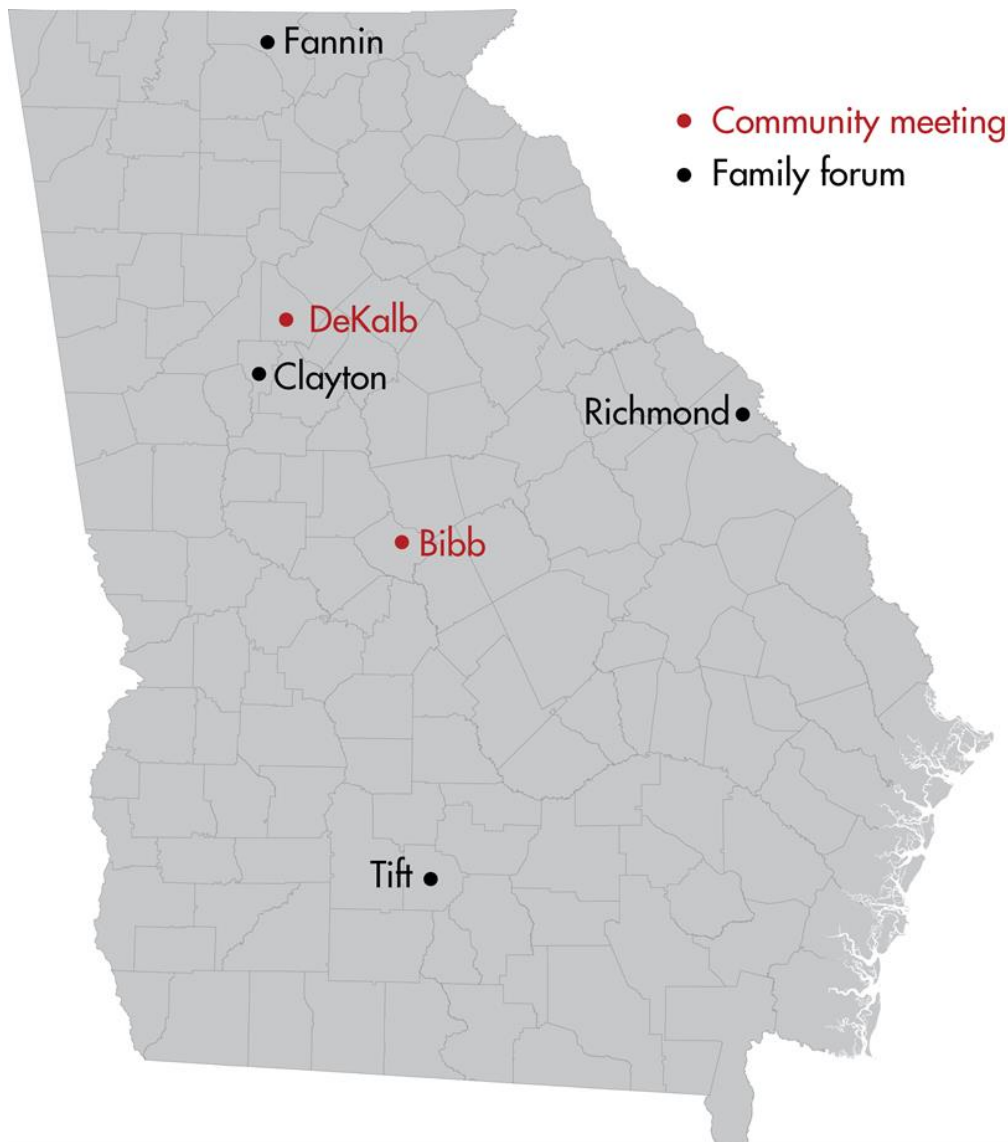 Fannin
Community meeting
Family forum
DeKalb
Clayton
Richmond
Bibb
Tift